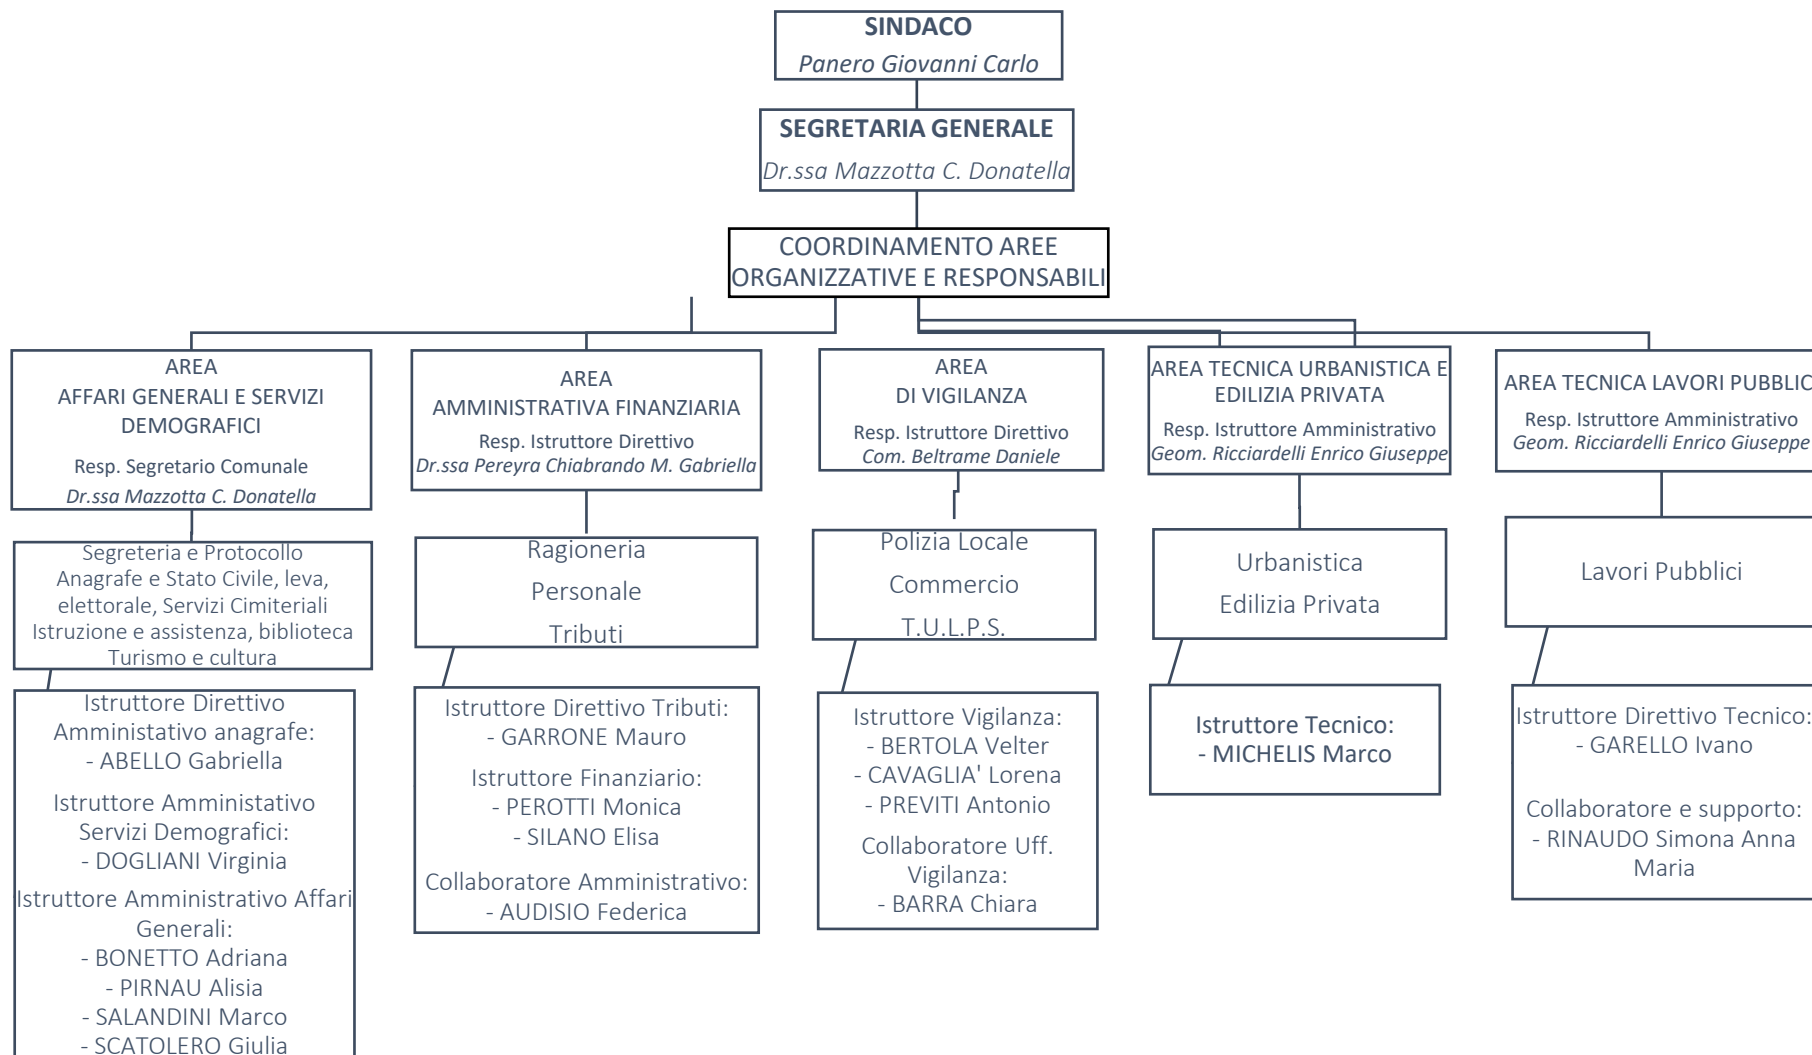 SINDACO
Panero Giovanni Carlo
SEGRETARIA GENERALE
Dr.ssa Mazzotta C. Donatella
COORDINAMENTO AREE
ORGANIZZATIVE E RESPONSABILI
AREA
AFFARI GENERALI E SERVIZI
DEMOGRAFICI
Resp. Segretario Comunale
Dr.ssa Mazzotta C. Donatella
Segreteria e Protocollo
Anagrafe e Stato Civile, leva,
elettorale, Servizi Cimiteriali
Istruzione e assistenza, biblioteca
Turismo e cultura
Istruttore Direttivo
Amministativo anagrafe:
- ABELLO Gabriella
Istruttore Amministativo
Servizi Demografici:
- DOGLIANI Virginia
Istruttore Amministrativo Affari
Generali:
- BONETTO Adriana
- PIRNAU Alisia
- SALANDINI Marco
- SCATOLERO Giulia
AREA
AMMINISTRATIVA FINANZIARIA
Resp. Istruttore Direttivo
Dr.ssa Pereyra Chiabrando M. Gabriella
Ragioneria
Personale
Tributi
Istruttore Direttivo Tributi:
- GARRONE Mauro
Istruttore Finanziario:
- PEROTTI Monica
- SILANO Elisa
Collaboratore Amministrativo:
- AUDISIO Federica
AREA
DI VIGILANZA
Resp. Istruttore Direttivo
Com. Beltrame Daniele
Polizia Locale
Commercio
T.U.L.P.S.
Istruttore Vigilanza:
- BERTOLA Velter
- CAVAGLIA' Lorena
- PREVITI Antonio
Collaboratore Uff.
Vigilanza:
- BARRA Chiara
AREA TECNICA URBANISTICA E
EDILIZIA PRIVATA
Resp. Istruttore Amministrativo
Geom. Ricciardelli Enrico Giuseppe
Urbanistica
Edilizia Privata
Istruttore Tecnico:
- MICHELIS Marco
AREA TECNICA LAVORI PUBBLICI
Resp. Istruttore Amministrativo
Geom. Ricciardelli Enrico Giuseppe
Lavori Pubblici
Istruttore Direttivo Tecnico:
- GARELLO Ivano
Collaboratore e supporto:
- RINAUDO Simona Anna
Maria